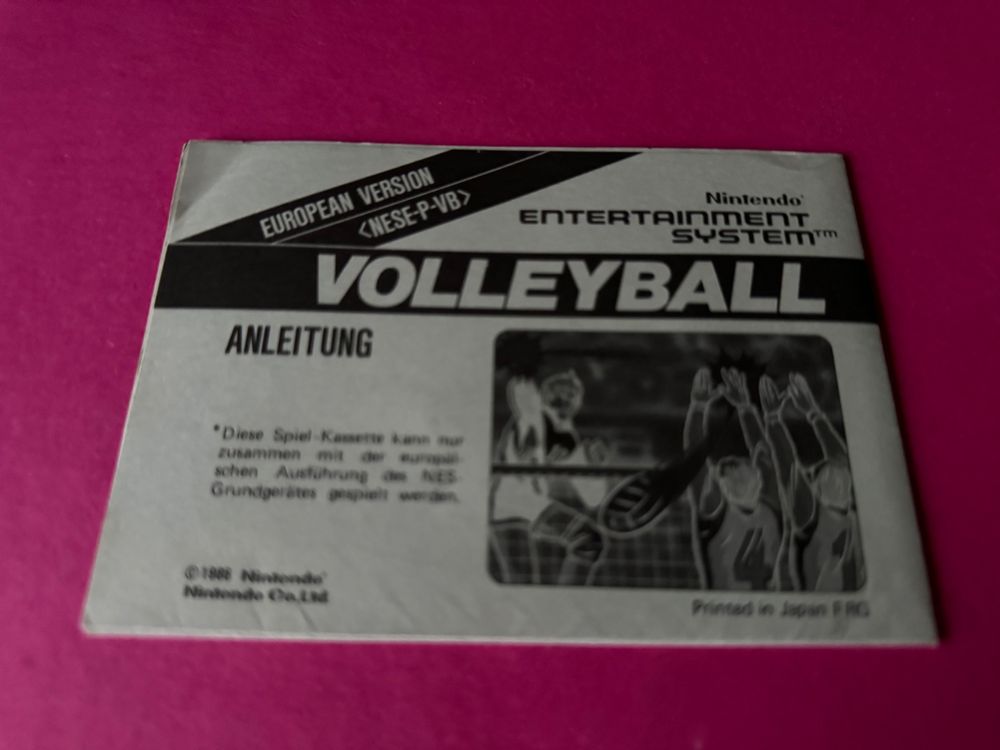 EUROPEAN VERSION
<NESE-P-VB>
Nintendo®
ENTERTAINMENT
SYSTEM™
VOLLEYBALL
ANLEITUNG
*Diese Spiel-Kassette kann nur
zusammen mit der europäi-
schen Ausführung des NES-
Grundgerätes gespielt werden.
©1986 Nintendo®
Nintendo Co.,Ltd.
Printed in Japan FRG
4